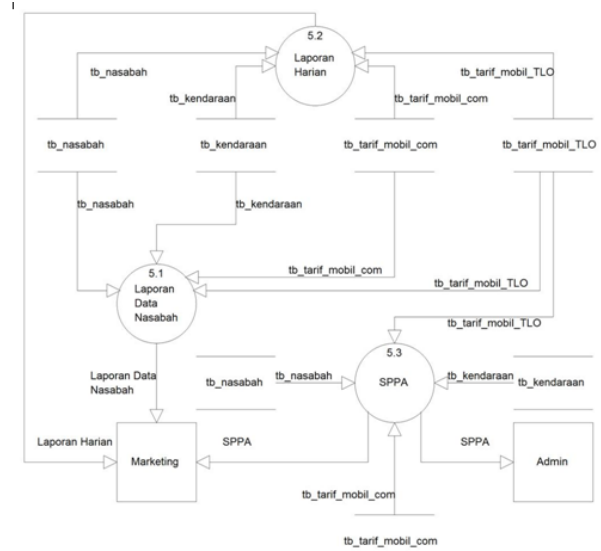 5.2
Laporan
Harian
tb_nasabah
tb_tarif_mobil_TLO
tb_kendaraan
tb_tarif_mobil_com
tb_nasabah
tb_kendaraan
tb_tarif_mobil_com
tb_tarif_mobil_TLO
tb_nasabah
tb_kendaraan
tb_tarif_mobil_com
5.1
Laporan
Data
Nasabah
tb_tarif_mobil_TLO
tb_tarif_mobil_TLO
5.3
SPPA
Laporan Data
Nasabah
tb_nasabah
tb_nasabah
tb_kendaraan
tb_kendaraan
Laporan Harian
Marketing
SPPA
SPPA
Admin
tb_tarif_mobil_com
tb_tarif_mobil_com